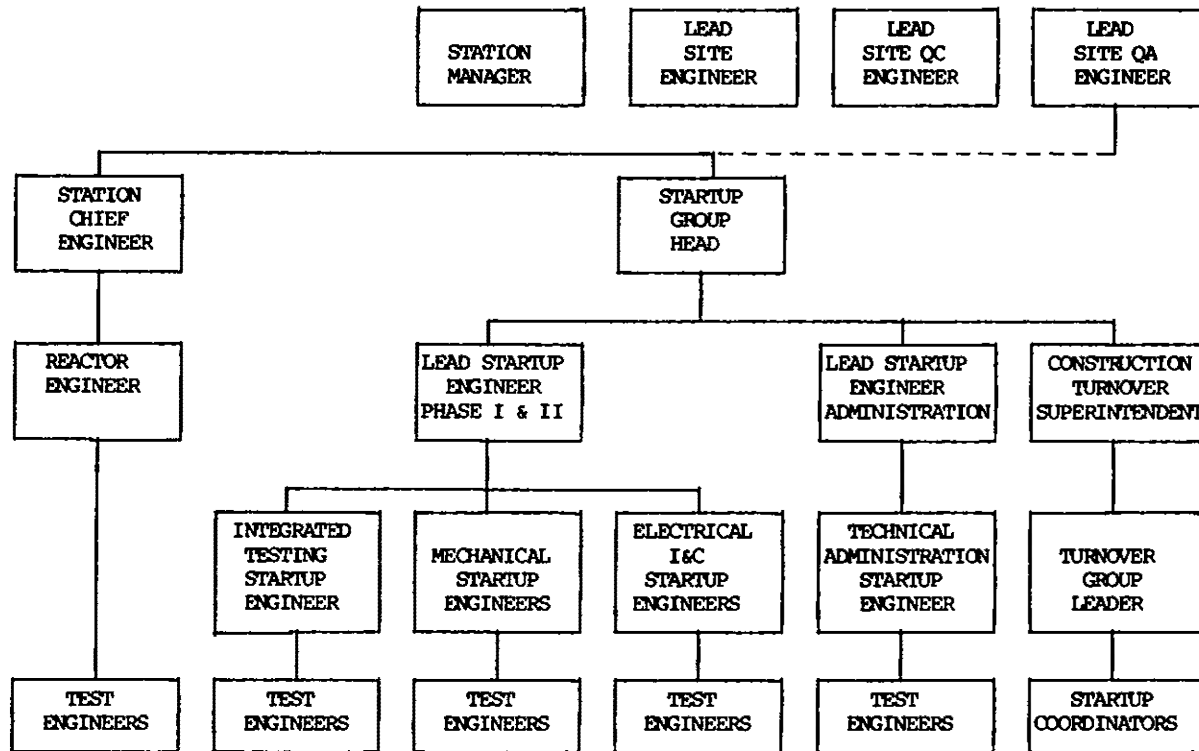 STATION
MANAGER
LEAD
SITE
ENGINEER
LEAD
SITE QC
ENGINEER
LEAD
SITE QA
ENGINEER
STATION
CHIEF
ENGINEER
STARTUP
GROUP
HEAD
REACTOR
ENGINEER
LEAD STARTUP
ENGINEER
PHASE I & II
LEAD STARTUP
ENGINEER
ADMINISTRATION
CONSTRUCTION
TURNOVER
SUPERINTENDENT
INTEGRATED
TESTING
STARTUP
ENGINEER
MECHANICAL
STARTUP
ENGINEERS
ELECTRICAL
I&C
STARTUP
ENGINEERS
TECHNICAL
ADMINISTRATION
STARTUP
ENGINEER
TURNOVER
GROUP
LEADER
TEST
ENGINEERS
TEST
ENGINEERS
TEST
ENGINEERS
TEST
ENGINEERS
TEST
ENGINEERS
STARTUP
COORDINATORS